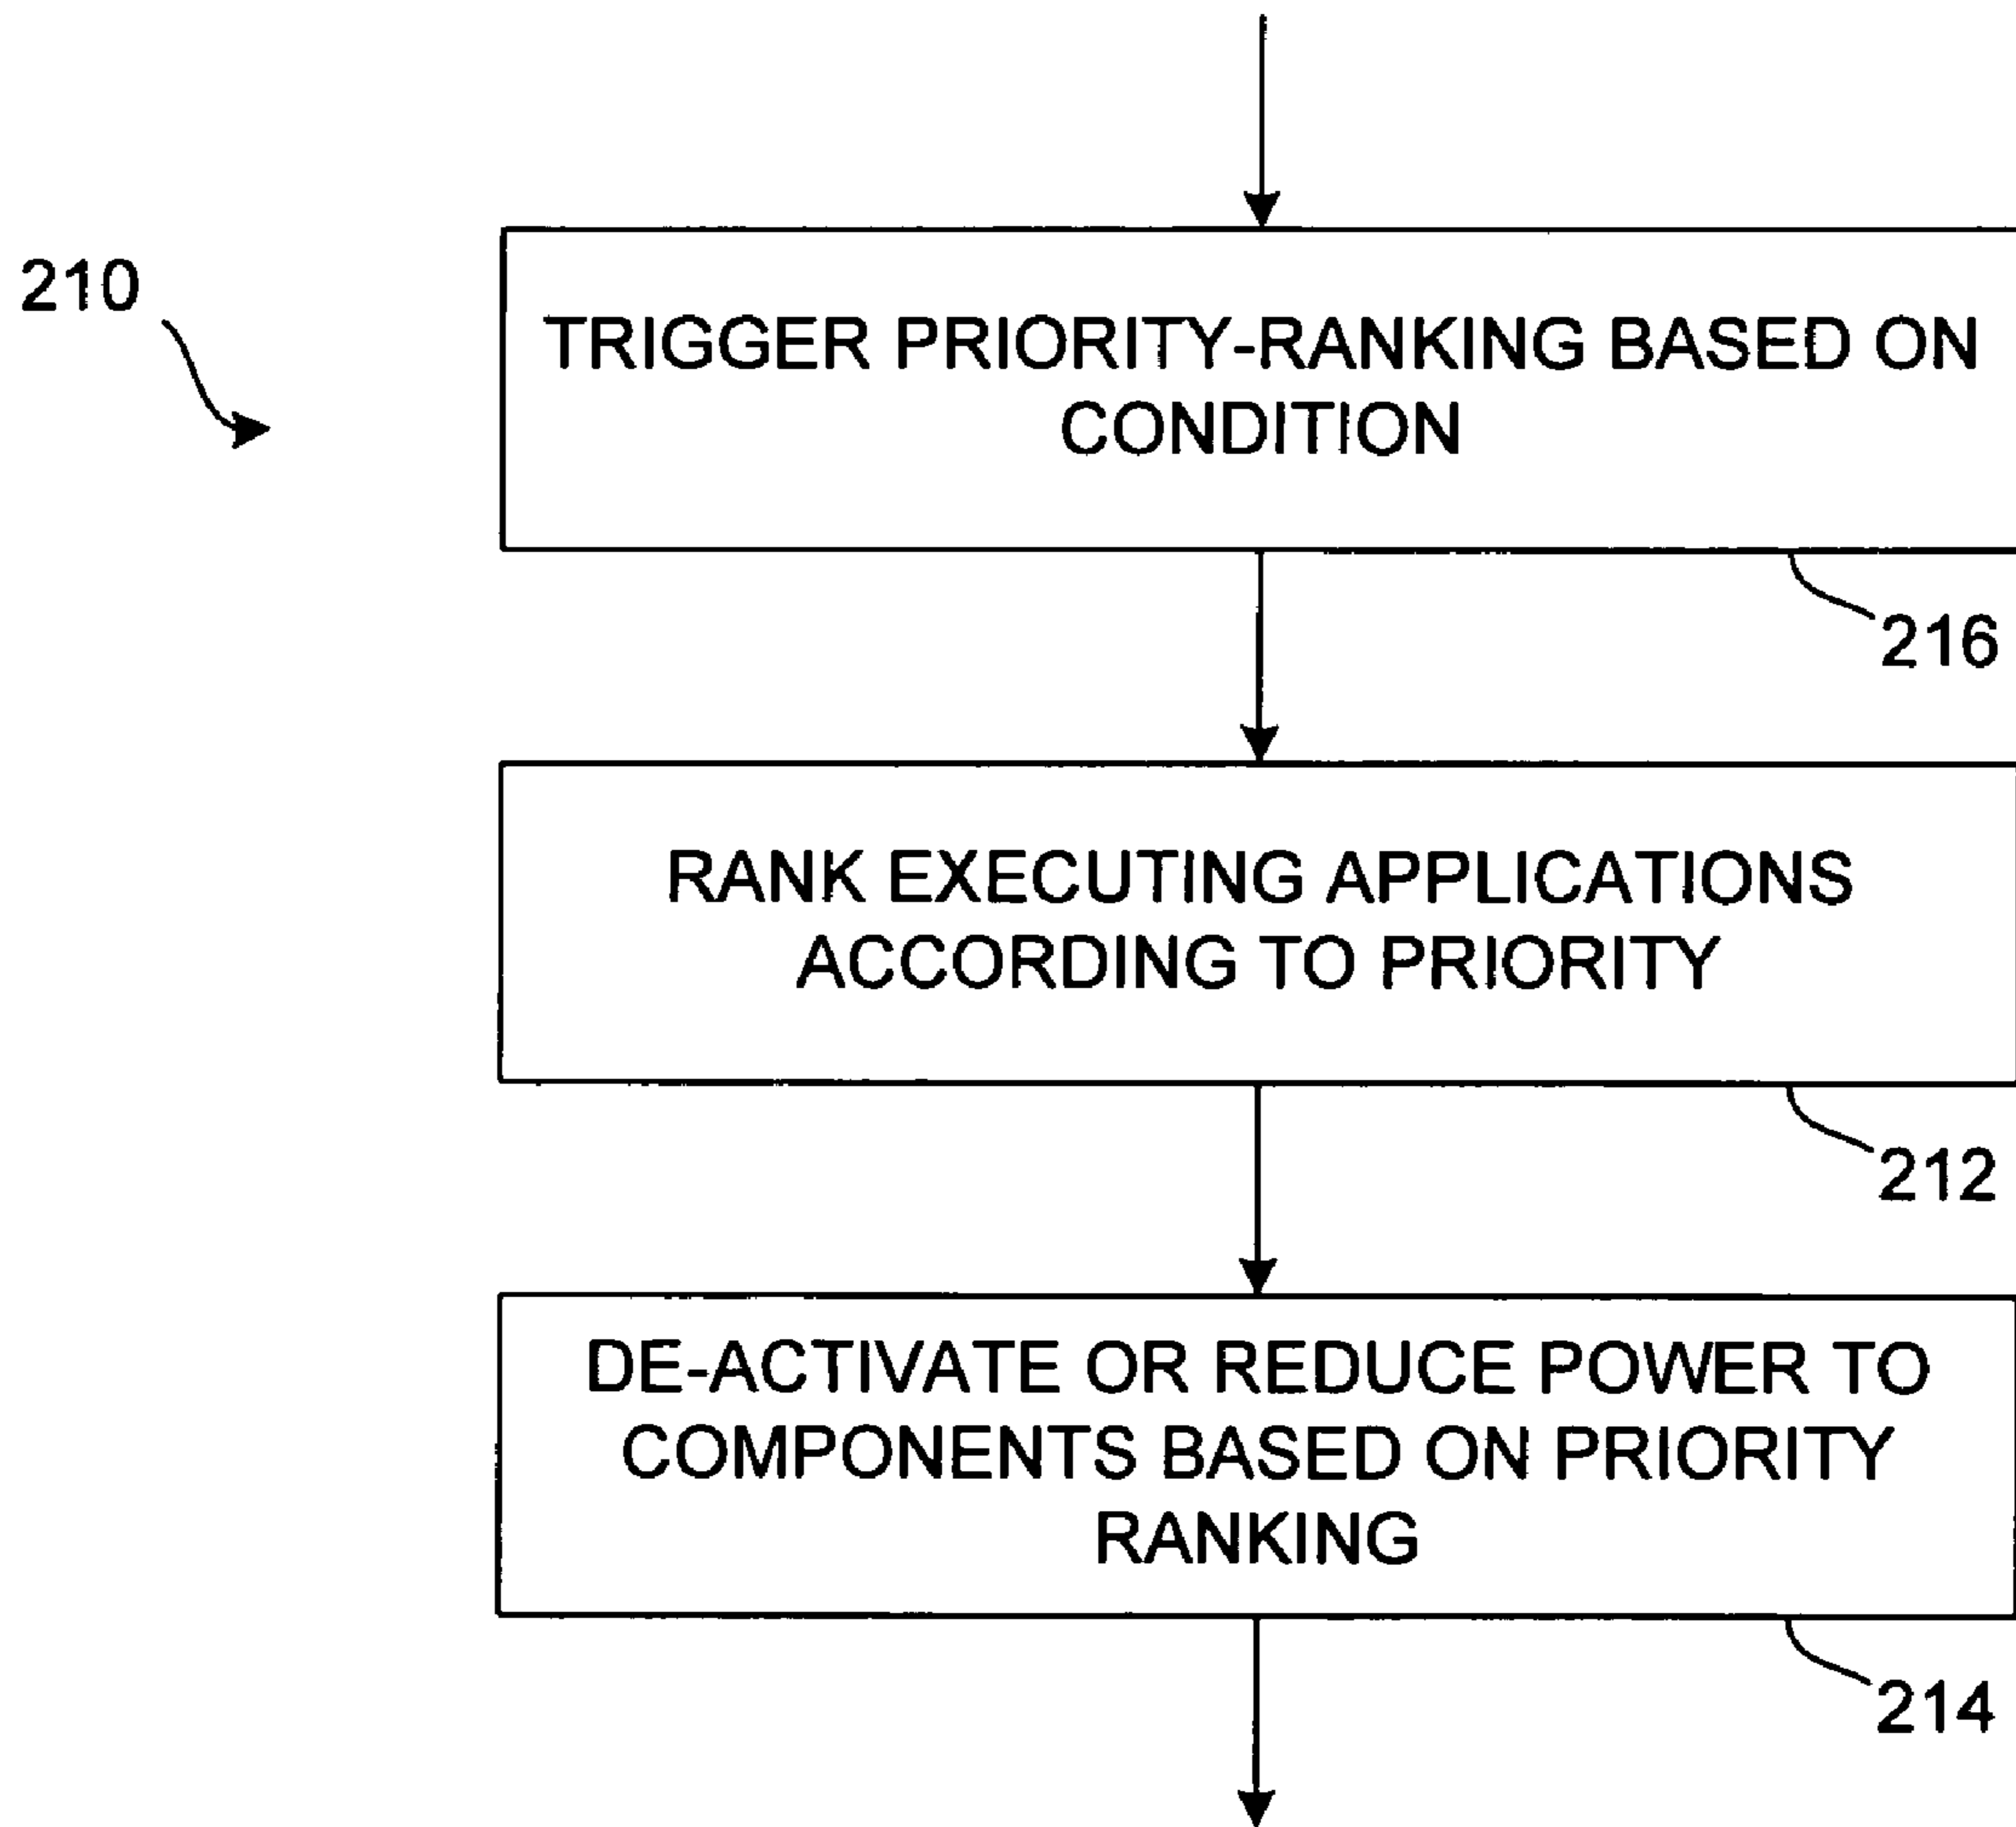 210
TRIGGER PRIORITY-RANKING BASED ON
CONDITION
216
RANK EXECUTING APPLICATIONS
ACCORDING TO PRIORITY
212
DE-ACTIVATE OR REDUCE POWER TO
COMPONENTS BASED ON PRIORITY
RANKING
214